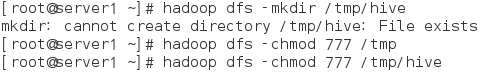 [root@server1 ~]# hadoop dfs -mkdir /tmp/hive
mkdir: cannot create directory /tmp/hive: File exists
[root@server1 ~]# hadoop dfs -chmod 777 /tmp
[root@server1 ~]# hadoop dfs -chmod 777 /tmp/hive